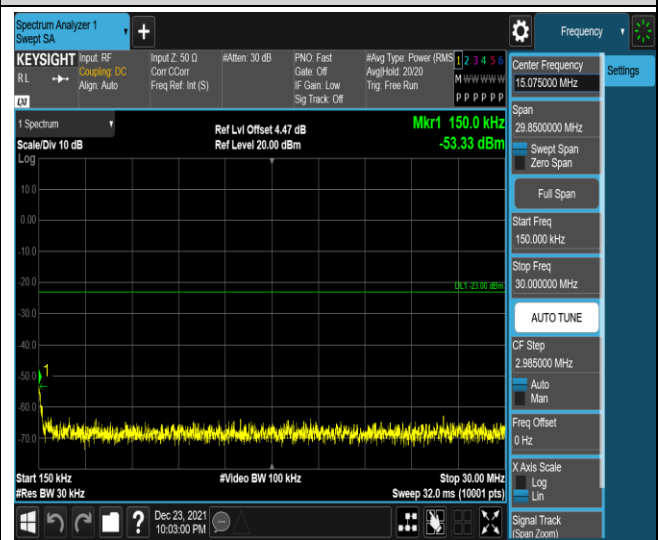 Spectrum Analyzer 1
Swept SA
+
Frequency
KEYSIGHT
Input: RF
Coupling: DC
Align: Auto
RL
LXI
Input Z: 50 Ω
Corr CCorr
Freq Ref: Int (S)
#Atten: 30 dB
PNO: Fast
Gate: Off
IF Gain: Low
Sig Track: Off
#Avg Type: Power (RMS
Avg|Hold: 20/20
Trig: Free Run
1 2 3 4 5 6
M W W W W W
P P P P P P
Center Frequency
15.075000 MHz
Settings
Span
29.8500000 MHz
Swept Span
Zero Span
Full Span
Start Freq
150.000 kHz
Stop Freq
30.000000 MHz
AUTO TUNE
CF Step
2.985000 MHz
Auto
Man
Freq Offset
0 Hz
X Axis Scale
Log
Lin
Signal Track
(Span Zoom)
1 Spectrum
Scale/Div 10 dB
Ref Lvl Offset 4.47 dB
Ref Level 20.00 dBm
Mkr1 150.0 kHz
-53.33 dBm
Log
10.0
0.00
-10.0
-20.0
DL1 -23.00 dBm
-30.0
-40.0
-50.0
1
-60.0
-70.0
Start 150 kHz
#Video BW 100 kHz
Stop 30.00 MHz
#Res BW 30 kHz
Sweep 32.0 ms (10001 pts)
?
Dec 23, 2021
10:03:00 PM